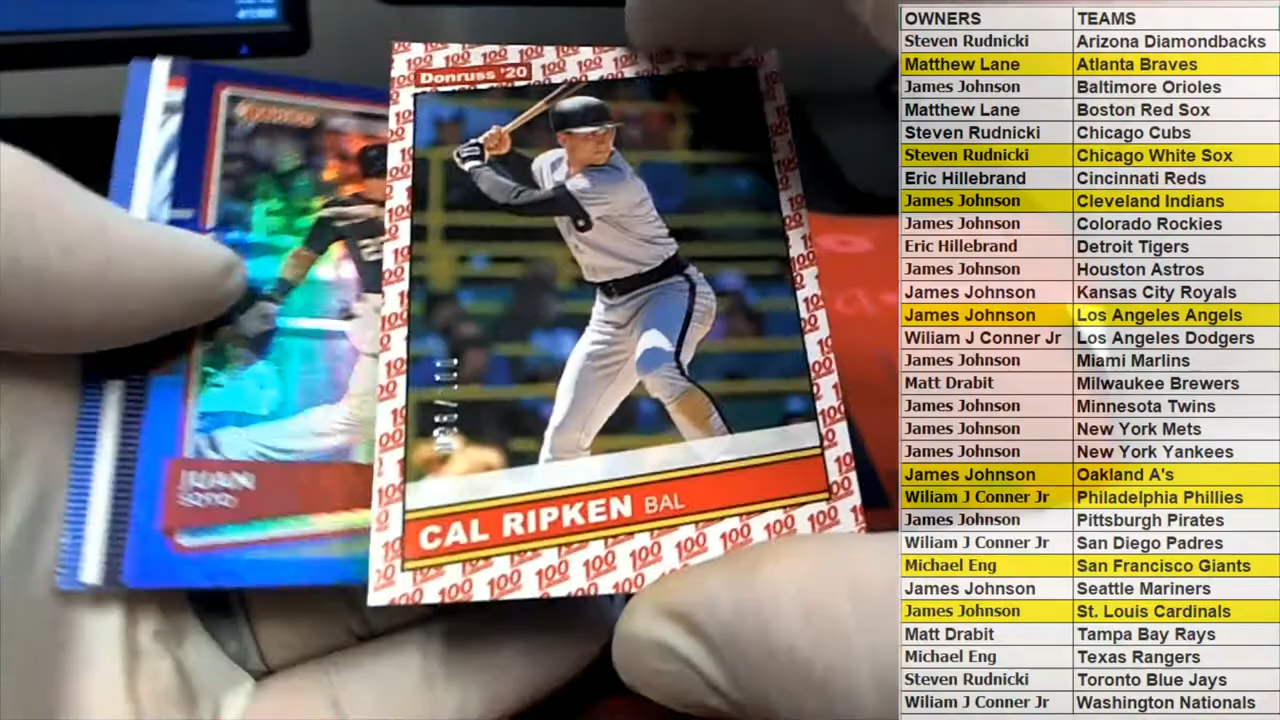 Donruss '20
CAL RIPKEN BAL
JUAN
SOTO
OWNERS TEAMS
Steven Rudnicki Arizona Diamondbacks
Matthew Lane Atlanta Braves
James Johnson Baltimore Orioles
Matthew Lane Boston Red Sox
Steven Rudnicki Chicago Cubs
Steven Rudnicki Chicago White Sox
Eric Hillebrand Cincinnati Reds
James Johnson Cleveland Indians
James Johnson Colorado Rockies
Eric Hillebrand Detroit Tigers
James Johnson Houston Astros
James Johnson Kansas City Royals
James Johnson Los Angeles Angels
Wiliam J Conner Jr Los Angeles Dodgers
James Johnson Miami Marlins
Matt Drabit Milwaukee Brewers
James Johnson Minnesota Twins
James Johnson New York Mets
James Johnson New York Yankees
James Johnson Oakland A's
Wiliam J Conner Jr Philadelphia Phillies
James Johnson Pittsburgh Pirates
Wiliam J Conner Jr San Diego Padres
Michael Eng San Francisco Giants
James Johnson Seattle Mariners
James Johnson St. Louis Cardinals
Matt Drabit Tampa Bay Rays
Michael Eng Texas Rangers
Steven Rudnicki Toronto Blue Jays
Wiliam J Conner Jr Washington Nationals